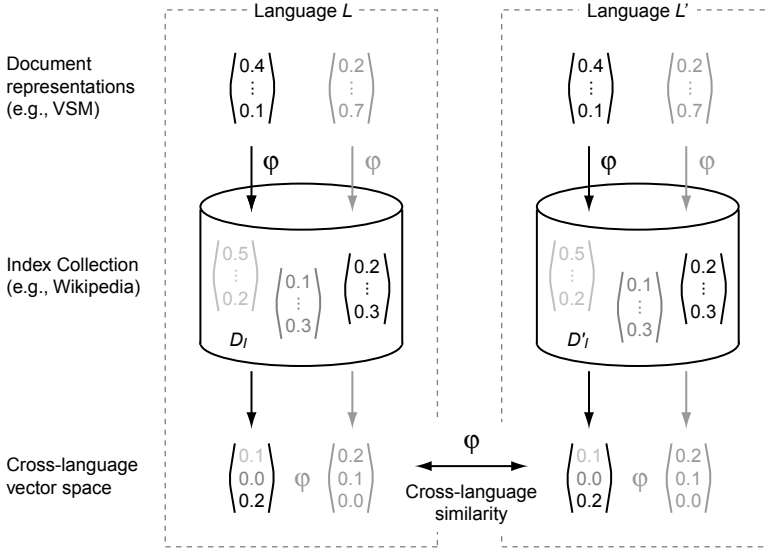 Language L
Language L'
Document
representations
(e.g., VSM)
0.4
⋮
0.1
0.2
⋮
0.7
0.4
⋮
0.1
0.2
⋮
0.7
φ
φ
φ
φ
Index Collection
(e.g., Wikipedia)
0.5
⋮
0.2
0.1
⋮
0.3
0.2
⋮
0.3
D_I
0.5
⋮
0.2
0.1
⋮
0.3
0.2
⋮
0.3
D'_I
Cross-language
vector space
0.1
0.0
0.2
φ
0.2
0.1
0.0
φ
Cross-language
similarity
0.1
0.0
0.2
φ
0.2
0.1
0.0